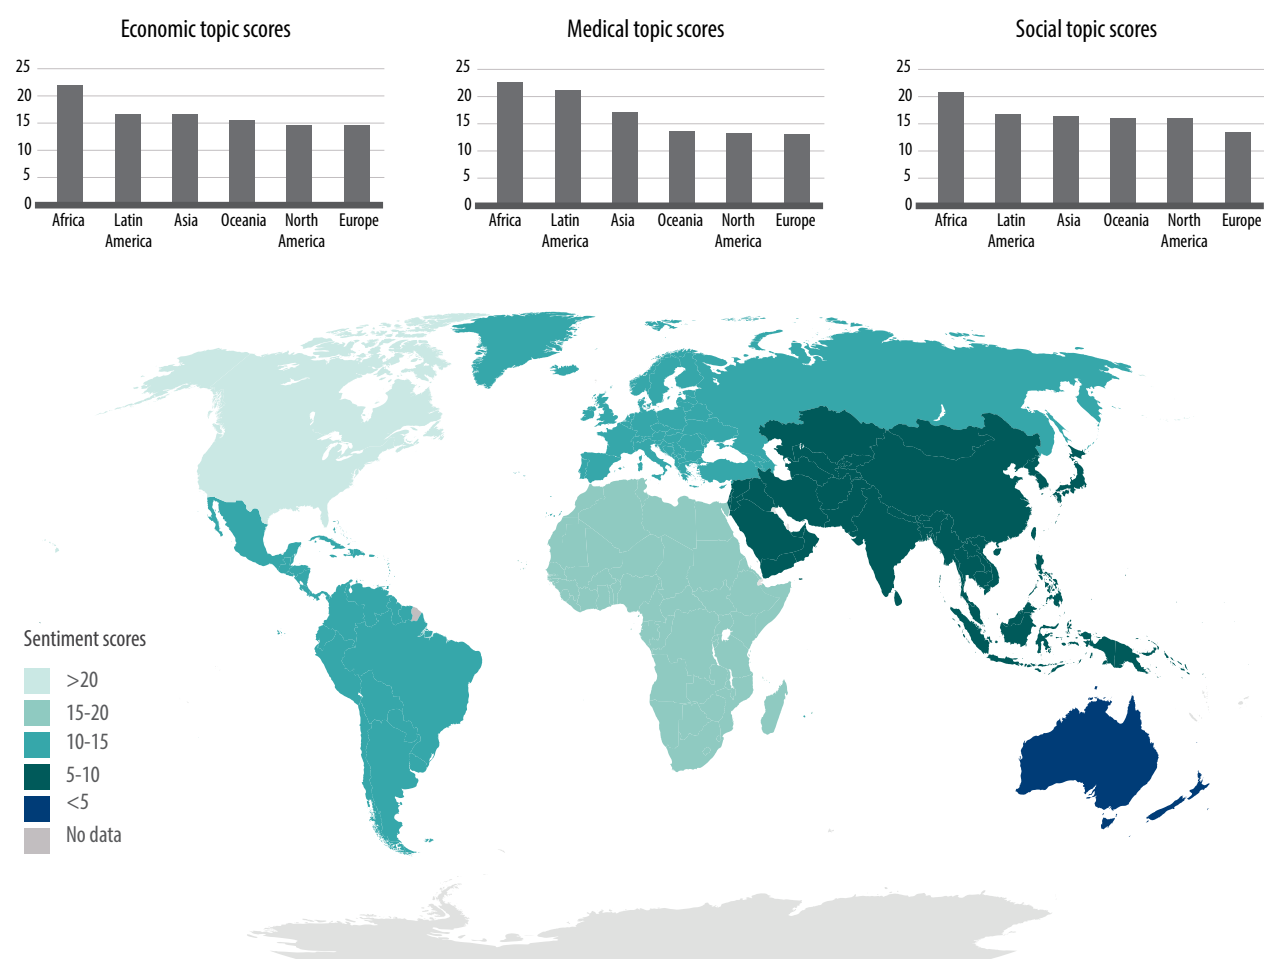 Economic topic scores
25
20
15
10
5
0
Africa
Latin
America
Asia
Oceania
North
America
Europe
Medical topic scores
25
20
15
10
5
0
Africa
Latin
America
Asia
Oceania
North
America
Europe
Social topic scores
25
20
15
10
5
0
Africa
Latin
America
Asia
Oceania
North
America
Europe
Sentiment scores
>20
15-20
10-15
5-10
<5
No data